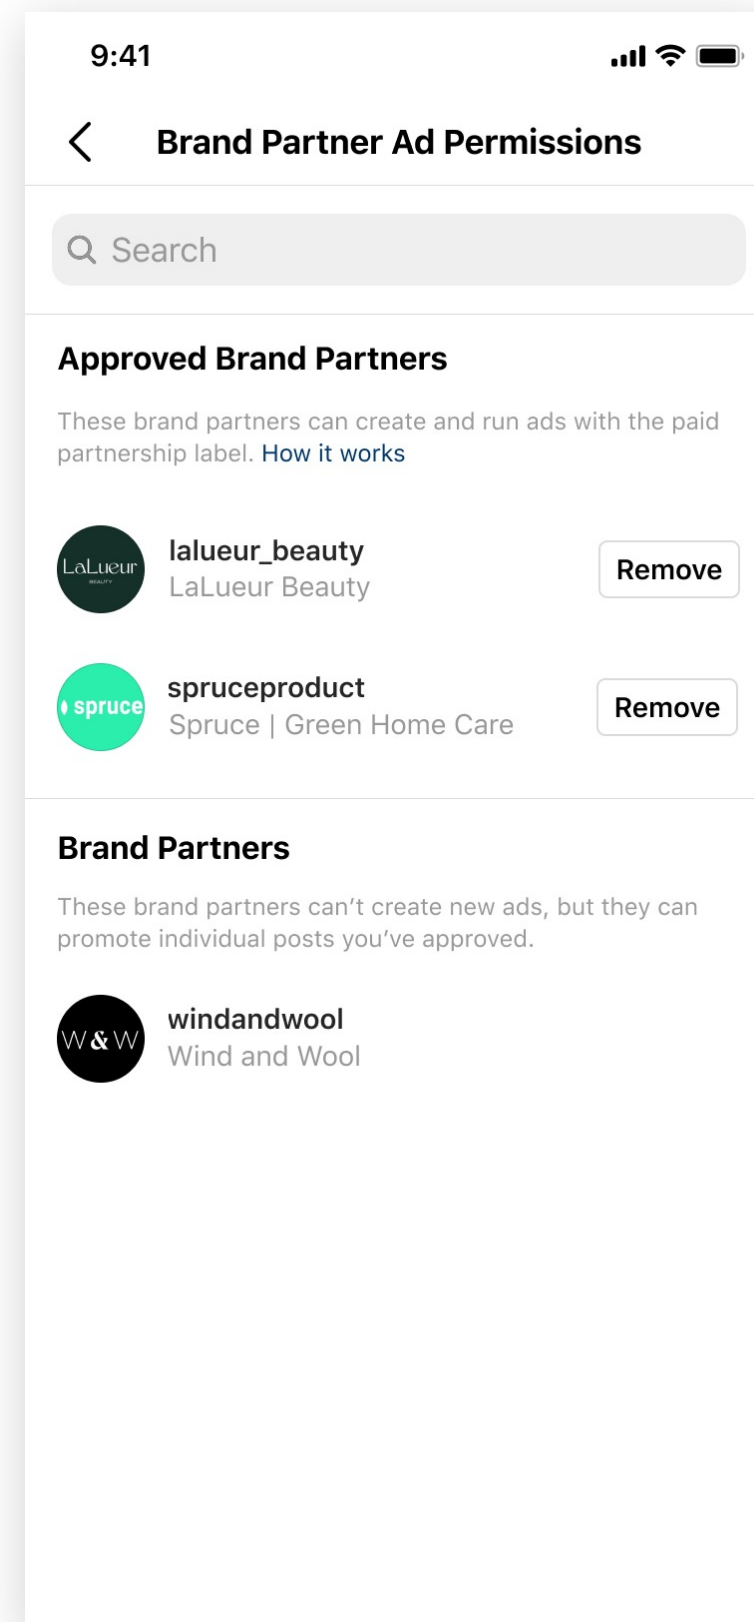 9:41
Brand Partner Ad Permissions
Search
Approved Brand Partners
These brand partners can create and run ads with the paid
partnership label. How it works
LaLueur
BEAUTY
lalueur_beauty
LaLueur Beauty
Remove
spruce
spruceproduct
Spruce | Green Home Care
Remove
Brand Partners
These brand partners can’t create new ads, but they can
promote individual posts you’ve approved.
W&W
windandwool
Wind and Wool